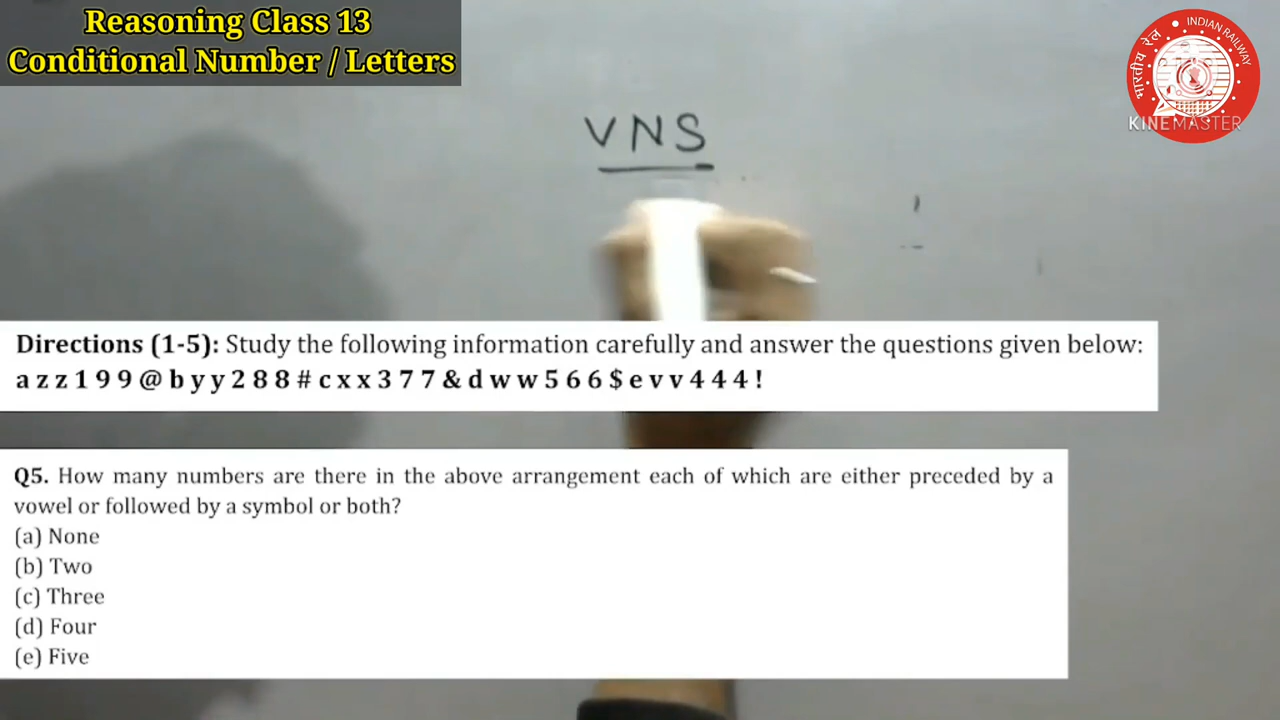 Reasoning Class 13
Conditional Number / Letters
भारतीय रेल
INDIAN RAILWAY
KINEMASTER
VNS
Directions (1-5): Study the following information carefully and answer the questions given below:
a z z 1 9 9 @ b y y 2 8 8 # c x x 3 7 7 & d w w 5 6 6 $ e v v 4 4 4 !
Q5. How many numbers are there in the above arrangement each of which are either preceded by a
vowel or followed by a symbol or both?
(a) None
(b) Two
(c) Three
(d) Four
(e) Five